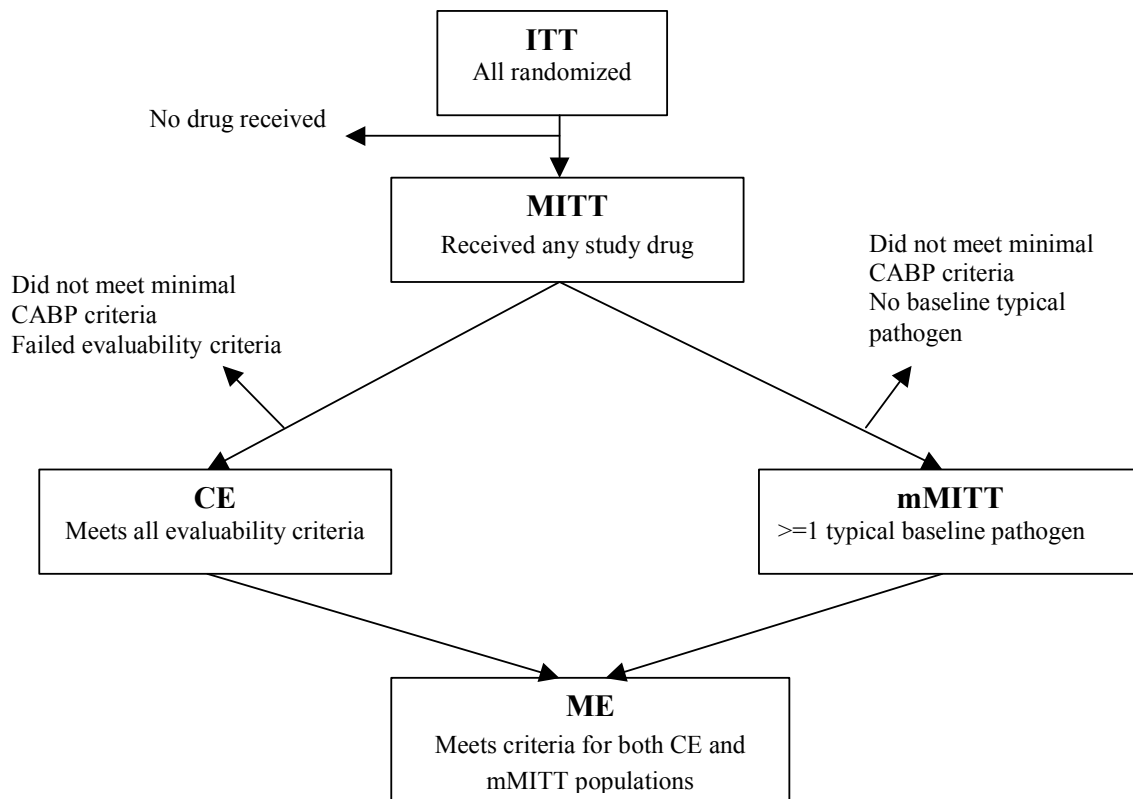 ITT
All randomized
No drug received
MITT
Received any study drug
Did not meet minimal
CABP criteria
Failed evaluability criteria
Did not meet minimal
CABP criteria
No baseline typical
pathogen
CE
Meets all evaluability criteria
mMITT
>=1 typical baseline pathogen
ME
Meets criteria for both CE and
mMITT populations